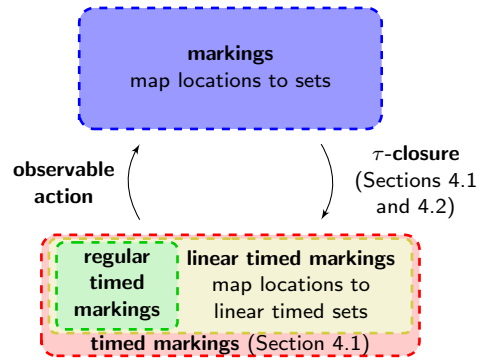 markings
map locations to sets
observable
action
τ-closure
(Sections 4.1
and 4.2)
regular
timed
markings
linear timed markings
map locations to
linear timed sets
timed markings (Section 4.1)